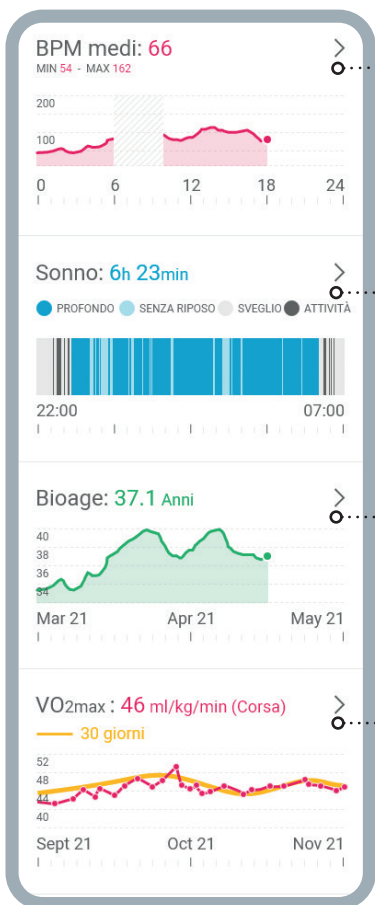 BPM medi: 66
MIN 54 - MAX 162
200
100
0 6 12 18 24
Sonno: 6h 23min
PROFONDO SENZA RIPOSO SVEGLIO ATTIVITÀ
22:00 07:00
Bioage: 37.1 Anni
40
38
36
34
Mar 21 Apr 21 May 21
VO2max : 46 ml/kg/min (Corsa)
30 giorni
52
48
44
40
Sept 21 Oct 21 Nov 21